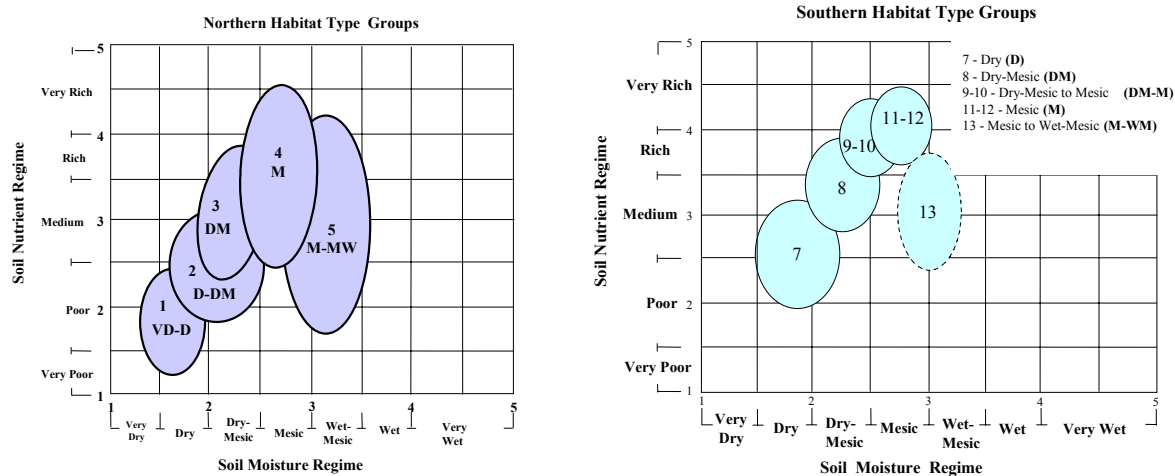 Northern Habitat Type Groups
Soil Nutrient Regime
5
Very Rich
4
Rich
Medium
3
Poor
2
Very Poor
1
4
M
3
DM
5
M-MW
2
D-DM
1
VD-D
1
2
3
4
5
Very
Dry
Dry
Dry-
Mesic
Mesic
Wet-
Mesic
Wet
Very
Wet
Soil Moisture Regime
Southern Habitat Type Groups
Soil Nutrient Regime
5
Very Rich
4
Rich
Medium
3
Poor
2
Very Poor
1
7 - Dry (D)
8 - Dry-Mesic (DM)
9-10 - Dry-Mesic to Mesic (DM-M)
11-12 - Mesic (M)
13 - Mesic to Wet-Mesic (M-WM)
11-12
9-10
8
13
7
1
2
3
4
5
Very
Dry
Dry
Dry-
Mesic
Mesic
Wet-
Mesic
Wet
Very Wet
Soil Moisture Regime